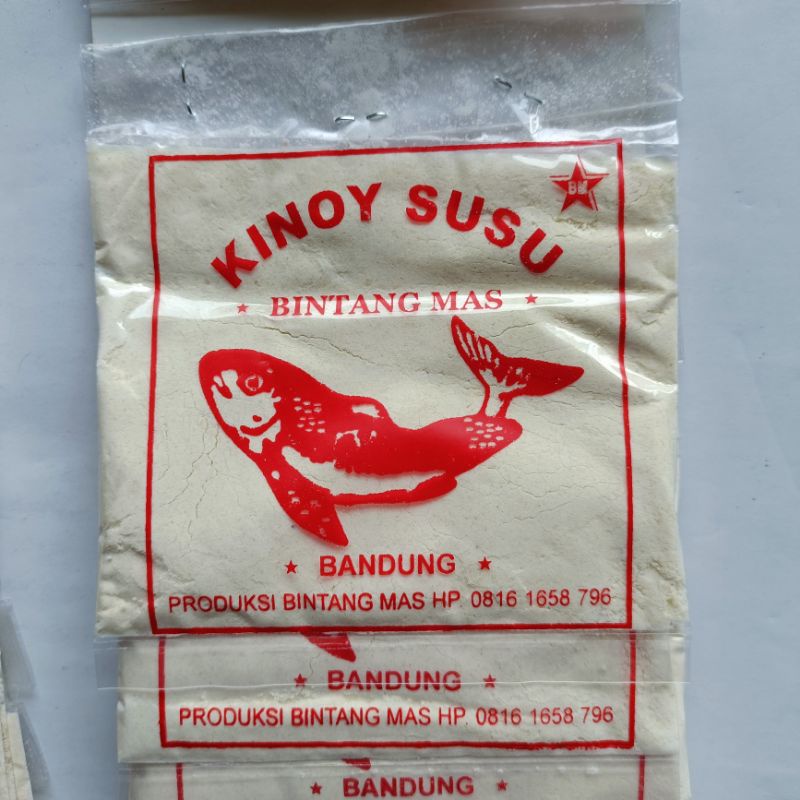 BM
KINOY SUSU
BINTANG MAS
BANDUNG
PRODUKSI BINTANG MAS HP. 0816 1658 796
BANDUNG
PRODUKSI BINTANG MAS HP. 0816 1658 796
BANDUNG